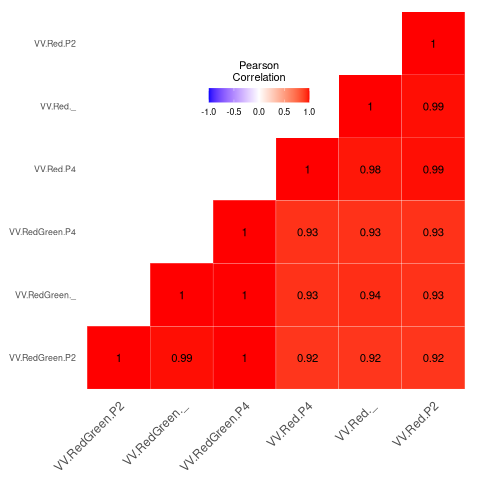 VV.Red.P2
1
Pearson
Correlation
-1.0 -0.5 0.0 0.5 1.0
VV.Red._
1 0.99
VV.Red.P4
1 0.98 0.99
VV.RedGreen.P4
1 0.93 0.93 0.93
VV.RedGreen._
1 1 0.93 0.94 0.93
VV.RedGreen.P2
1 0.99 1 0.92 0.92 0.92
VV.RedGreen.P2
VV.RedGreen._
VV.RedGreen.P4
VV.Red.P4
VV.Red._
VV.Red.P2